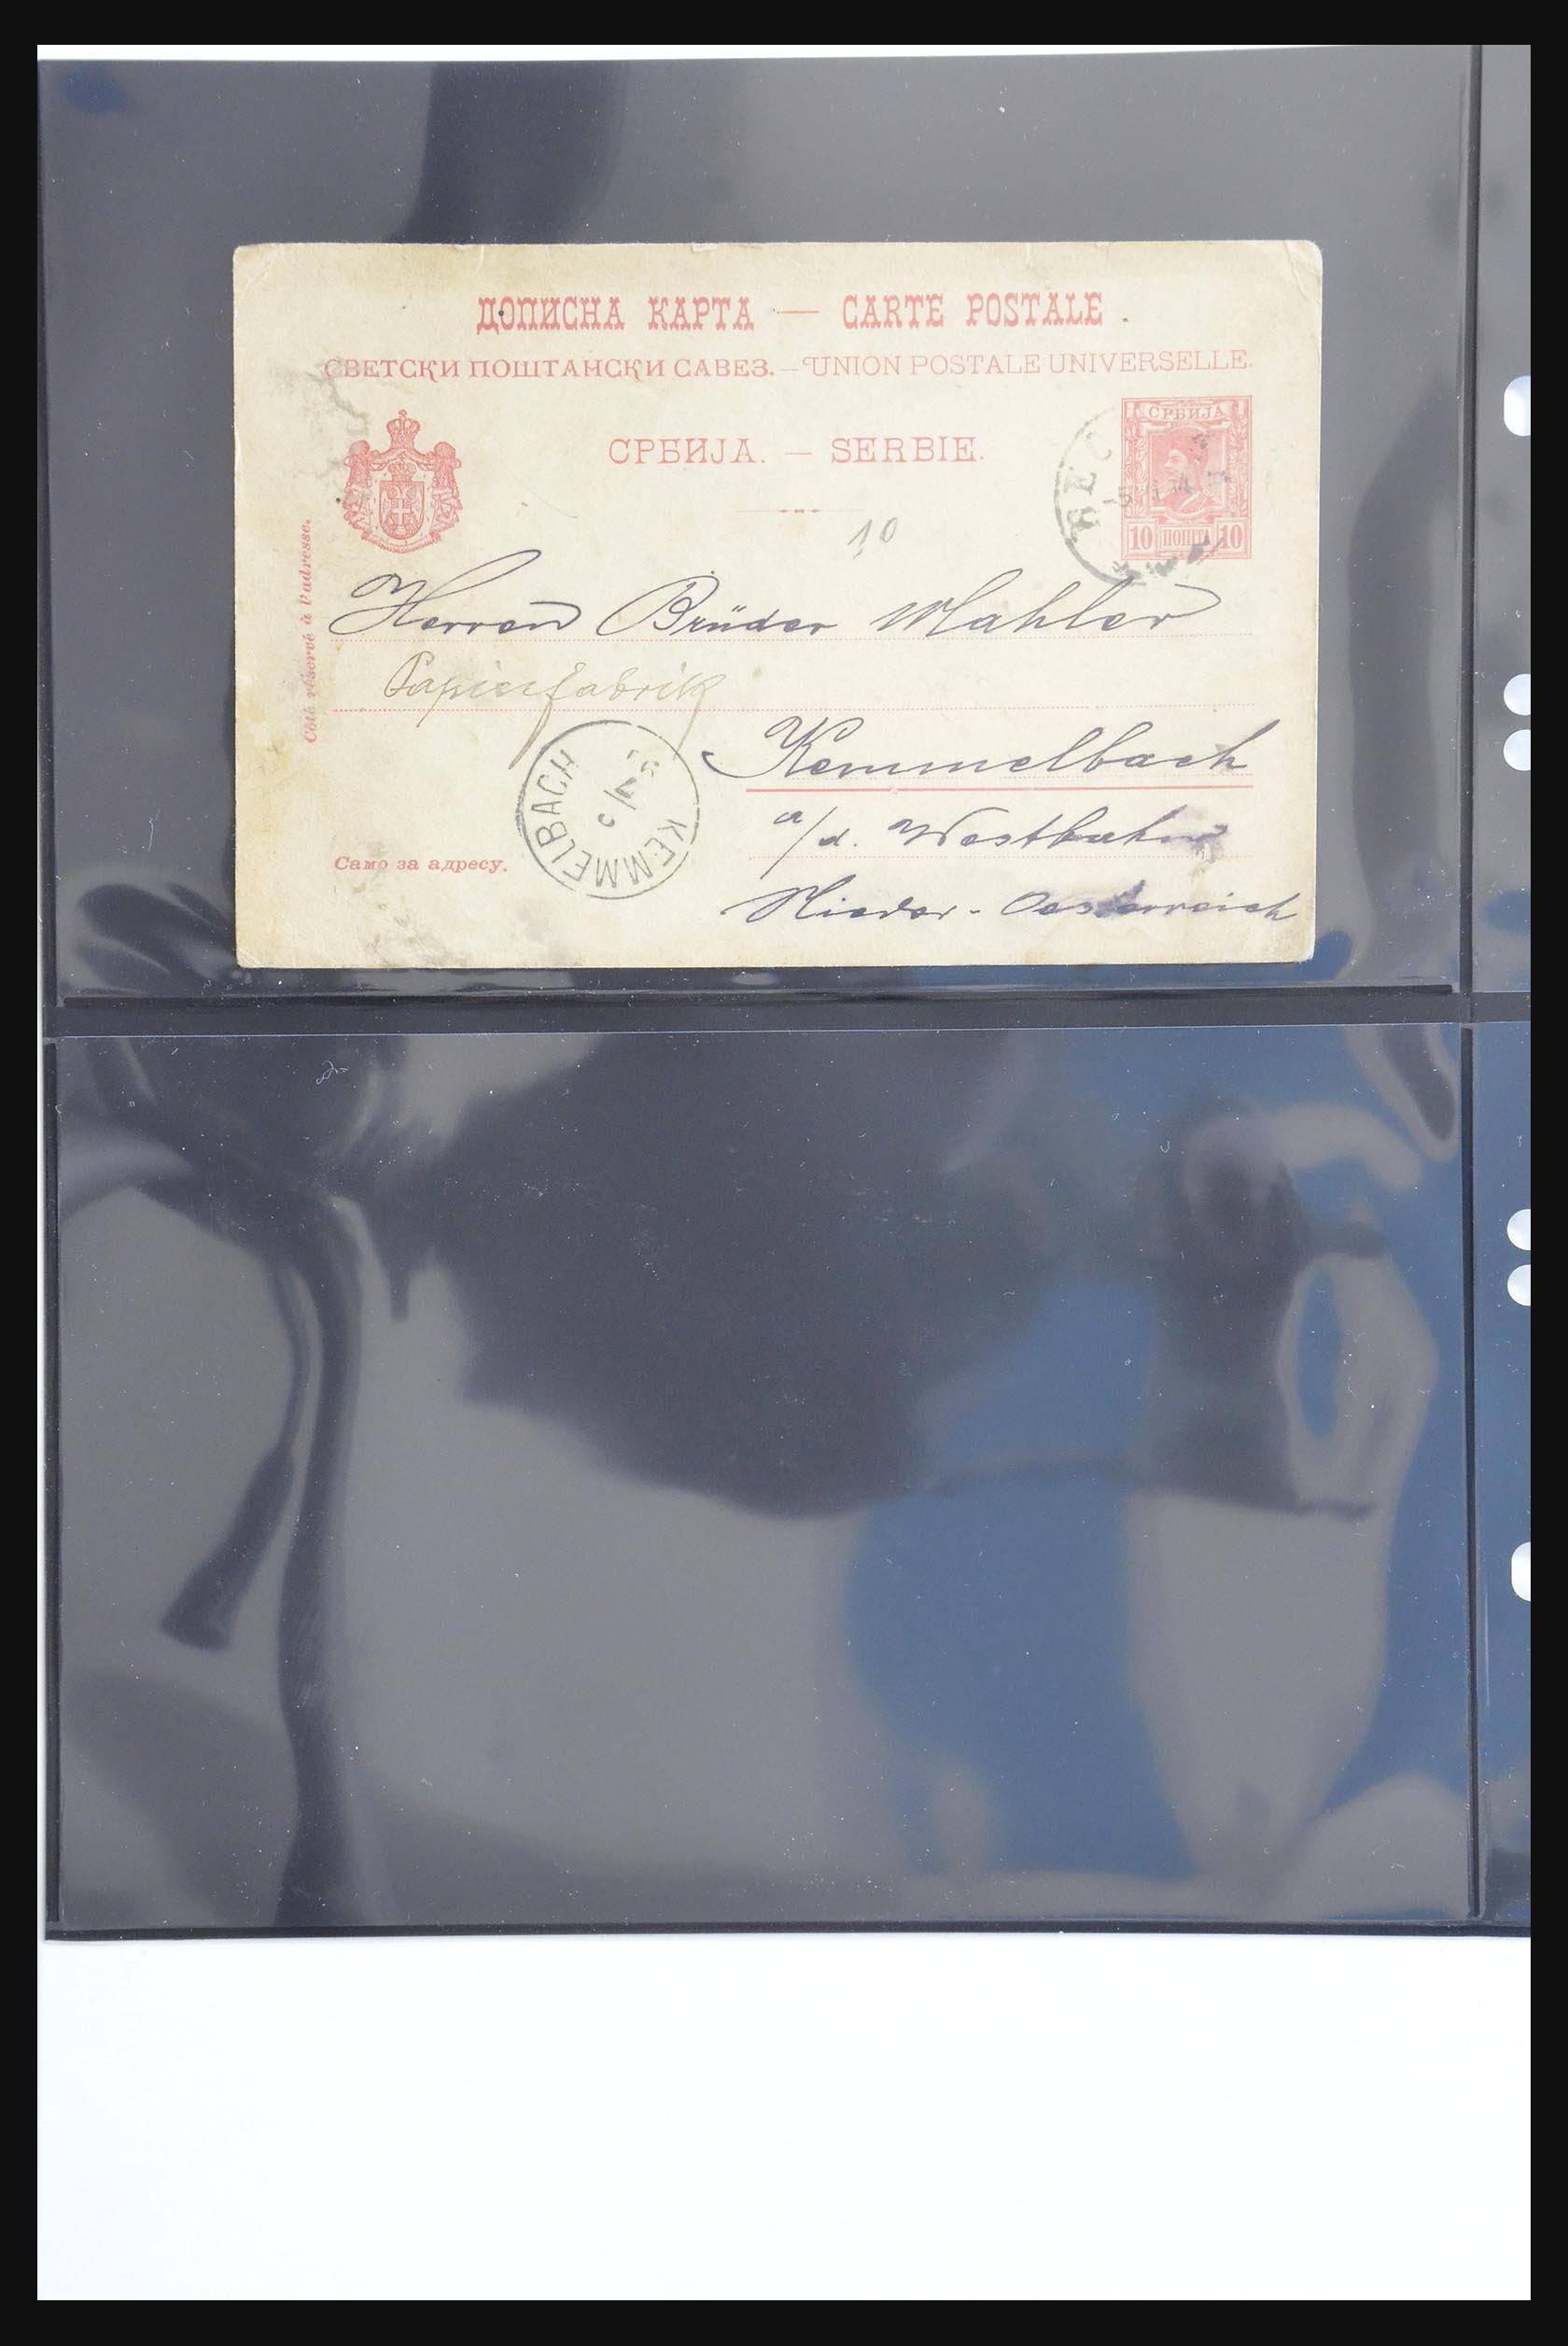 ДОПИСНА КАРТА — CARTE POSTALE.
СВЕТСКИ ПОШТАНСКИ САВЕЗ. — UNION POSTALE UNIVERSELLE.
СРБИЈА. — SERBIE.
СРБИЈА
10 ПОШТА 10
10
Côté réservé à l'adresse.
Herren Brüder Mahler
Papierfabrik
Kemmelbach
a/d. Westbahn
Nieder-Oesterreich
KEMMELBACH
Само за адресу.